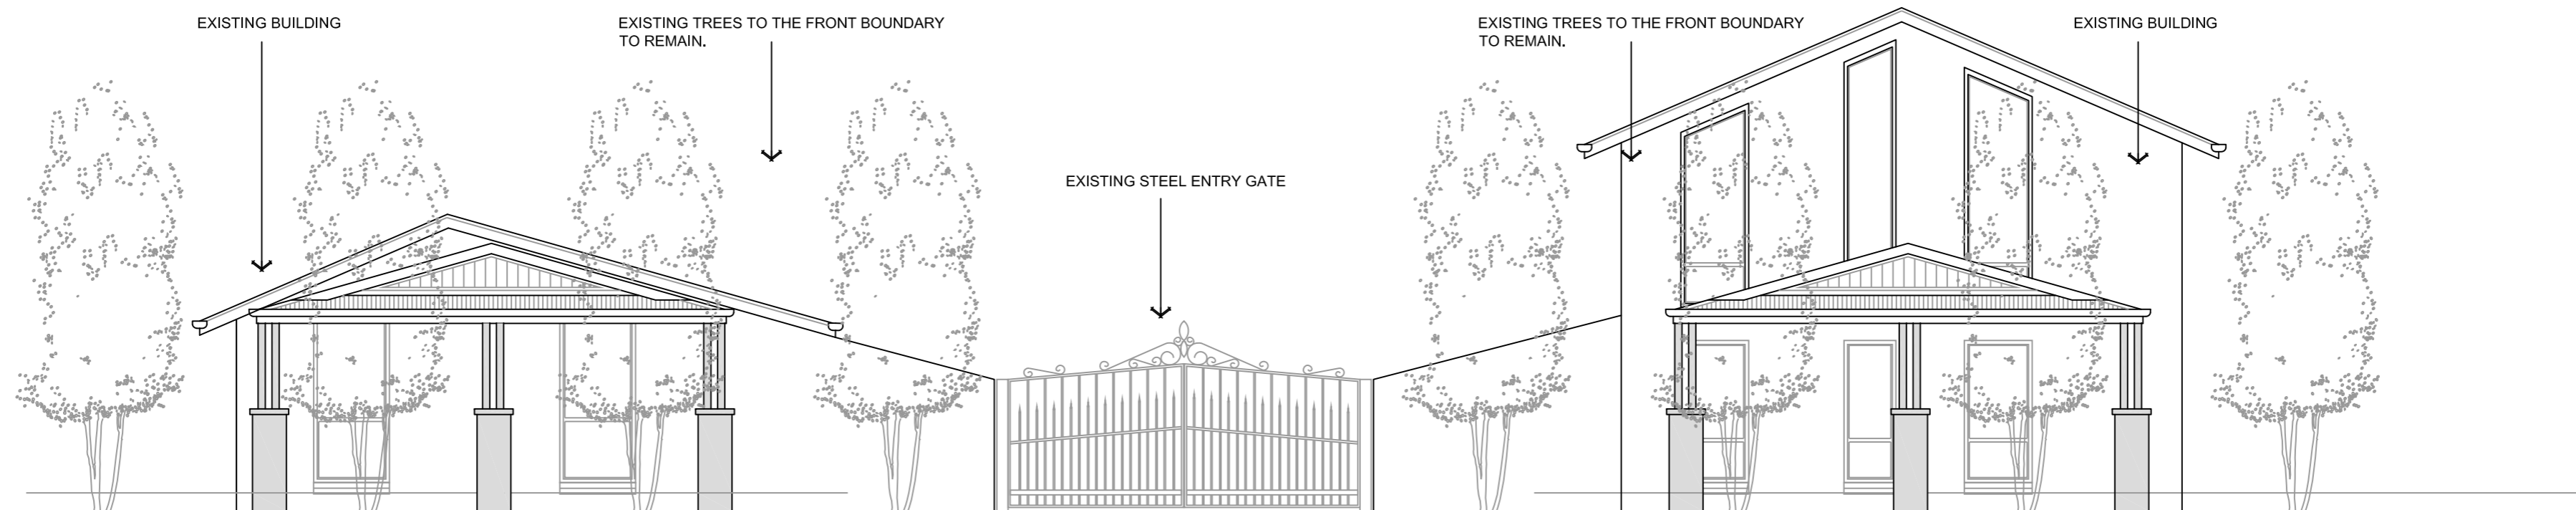 EXISTING BUILDING
EXISTING TREES TO THE FRONT BOUNDARY
TO REMAIN.
EXISTING STEEL ENTRY GATE
EXISTING TREES TO THE FRONT BOUNDARY
TO REMAIN.
EXISTING BUILDING